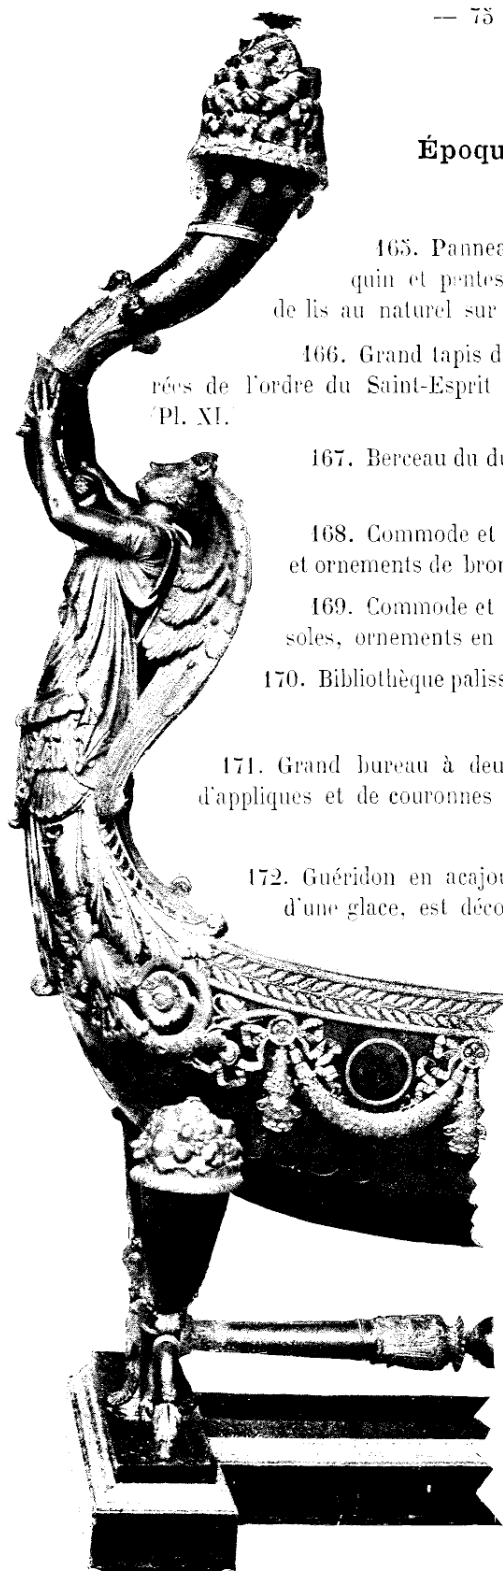 — 75
Époqu
165. Pannea
quin et pentes
de lis au naturel sur
166. Grand tapis d
rées de l'ordre du Saint-Esprit
Pl. XI.
167. Berceau du du
168. Commode et
et ornements de bron
169. Commode et
soles, ornements en
170. Bibliothèque paliss
171. Grand bureau à deu
d'appliques et de couronnes
172. Guéridon en acajou
d'une glace, est déco